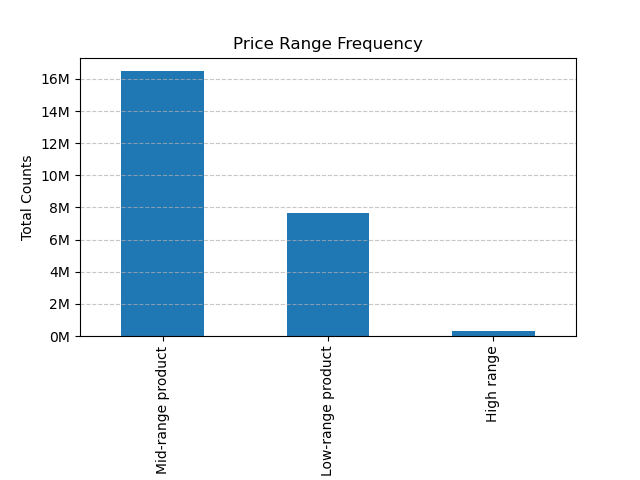 Price Range Frequency
Total Counts
16M
14M
12M
10M
8M
6M
4M
2M
0M
Mid-range product
Low-range product
High range